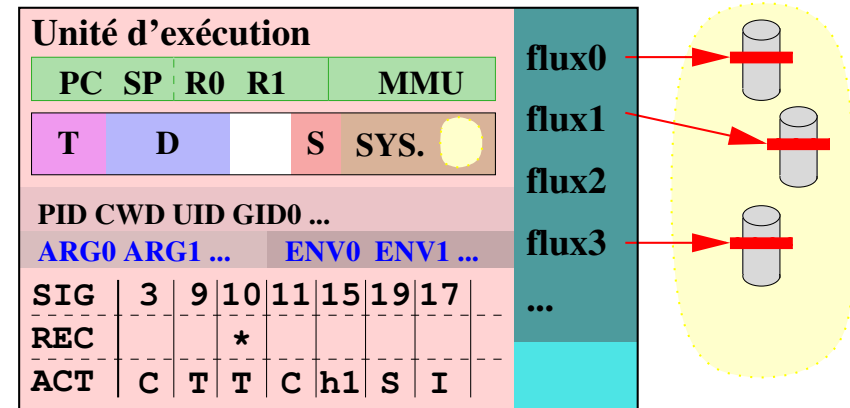 Unité d’exécution
PC SP R0 R1 MMU
T D S SYS.
PID CWD UID GID0 ...
ARG0 ARG1 ... ENV0 ENV1 ...
SIG 3 9 10 11 15 19 17
REC *
ACT C T T C h1 S I
flux0
flux1
flux2
flux3
...